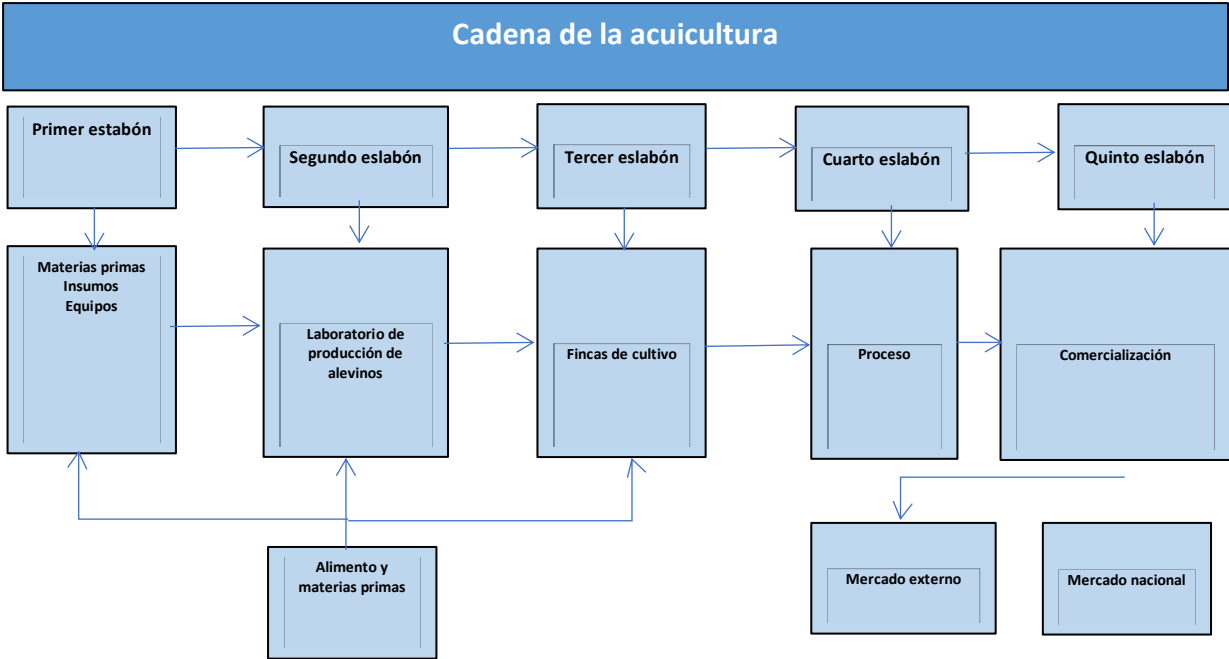 Cadena de la acuicultura
Primer estabón
Segundo eslabón
Tercer eslabón
Cuarto eslabón
Quinto eslabón
Materias primas
Insumos
Equipos
Laboratorio de
producción de
alevinos
Fincas de cultivo
Proceso
Comercialización
Alimento y
materias primas
Mercado externo
Mercado nacional